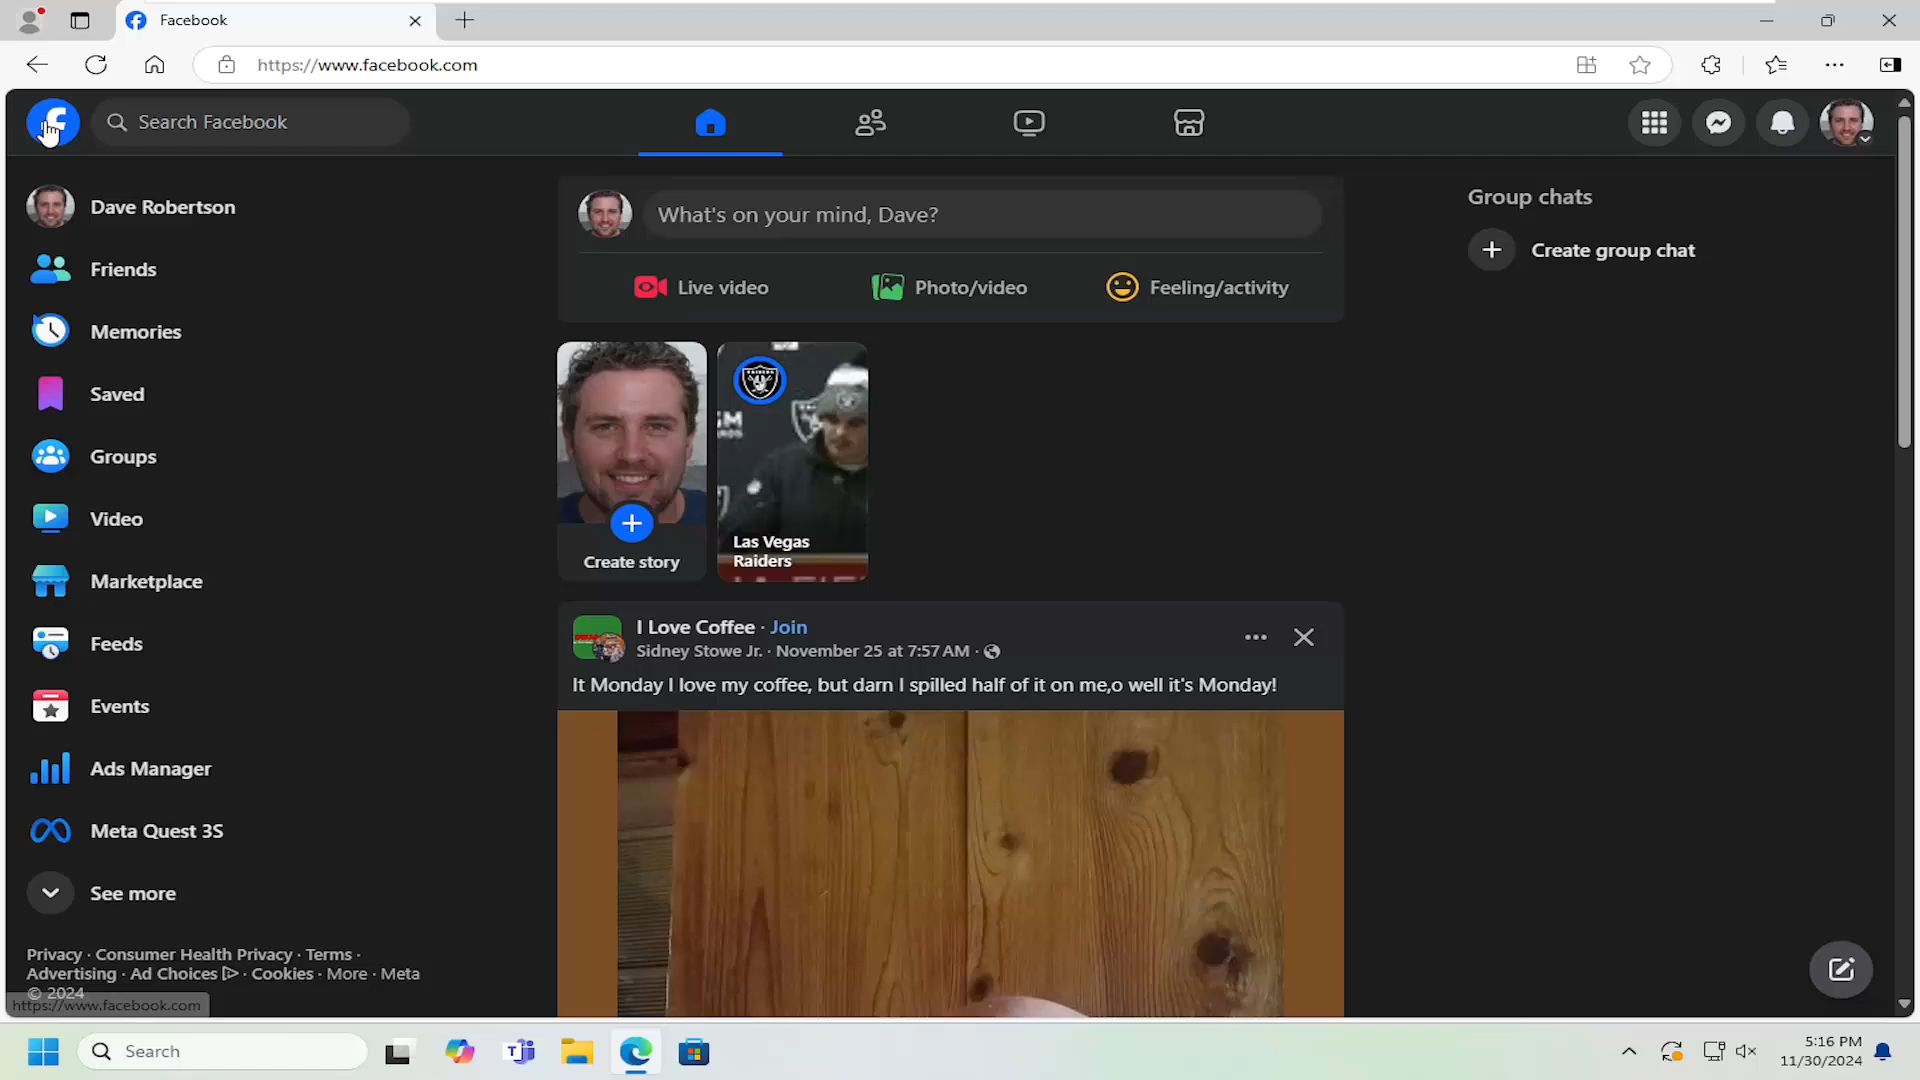 Facebook
https://www.facebook.com
Search Facebook
Dave Robertson
Friends
Memories
Saved
Groups
Video
Marketplace
Feeds
Events
Ads Manager
Meta Quest 3S
See more
Privacy · Consumer Health Privacy · Terms ·
Advertising · Ad Choices · Cookies · More · Meta
© 2024
https://www.facebook.com
What's on your mind, Dave?
Live video
Photo/video
Feeling/activity
Create story
RAIDERS
Las Vegas
Raiders
I Love Coffee · Join
Sidney Stowe Jr. · November 25 at 7:57 AM ·
It Monday I love my coffee, but darn I spilled half of it on me,o well it's Monday!
Group chats
Create group chat
Search
5:16 PM
11/30/2024